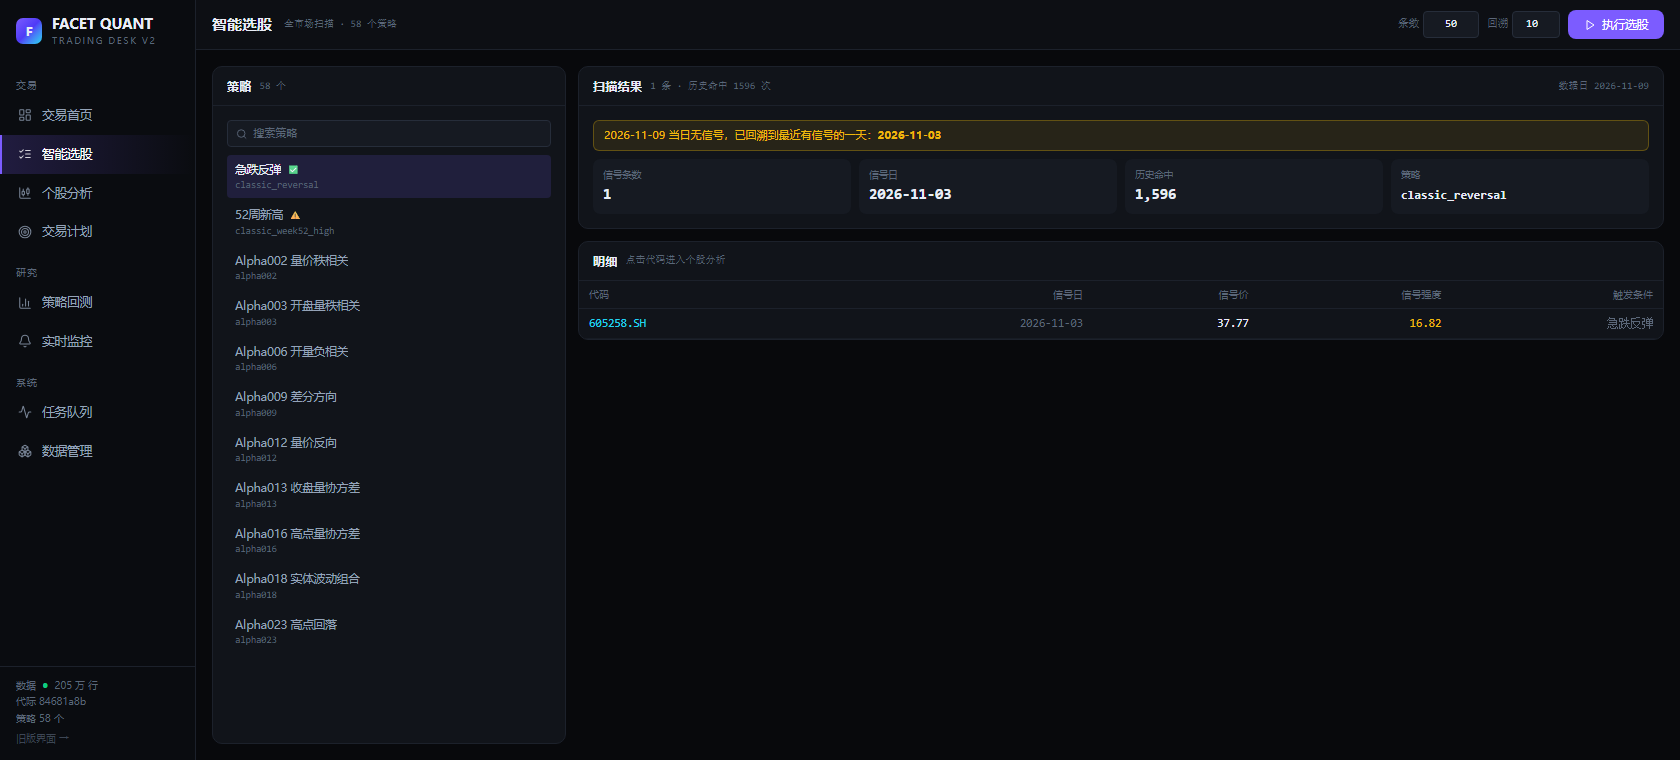 F
FACET QUANT
TRADING DESK V2
交易
交易首页
智能选股
个股分析
交易计划
研究
策略回测
实时监控
系统
任务队列
数据管理
数据 205 万 行
代际 84681a8b
策略 58 个
旧版界面 →
智能选股 全市场扫描 · 58 个策略
条数 50 回溯 10 执行选股
策略 58 个
搜索策略
急跌反弹 ✅
classic_reversal
52周新高 ⚠
classic_week52_high
Alpha002 量价秩相关
alpha002
Alpha003 开盘量秩相关
alpha003
Alpha006 开量负相关
alpha006
Alpha009 差分方向
alpha009
Alpha012 量价反向
alpha012
Alpha013 收盘量协方差
alpha013
Alpha016 高点量协方差
alpha016
Alpha018 实体波动组合
alpha018
Alpha023 高点回落
alpha023
扫描结果 1 条 · 历史命中 1596 次 数据日 2026-11-09
2026-11-09 当日无信号，已回溯到最近有信号的一天：2026-11-03
信号条数 信号日 历史命中 策略
1 2026-11-03 1,596 classic_reversal
明细 点击代码进入个股分析
代码 信号日 信号价 信号强度 触发条件
605258.SH 2026-11-03 37.77 16.82 急跌反弹